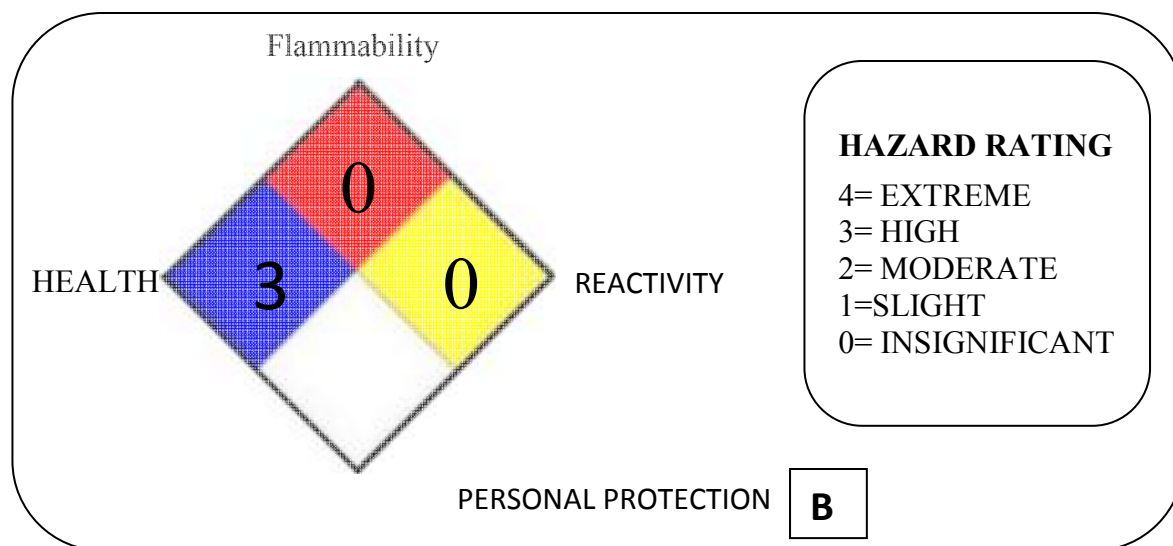 Flammability
0
HEALTH
3
0
REACTIVITY
PERSONAL PROTECTION B
HAZARD RATING
4= EXTREME
3= HIGH
2= MODERATE
1=SLIGHT
0= INSIGNIFICANT